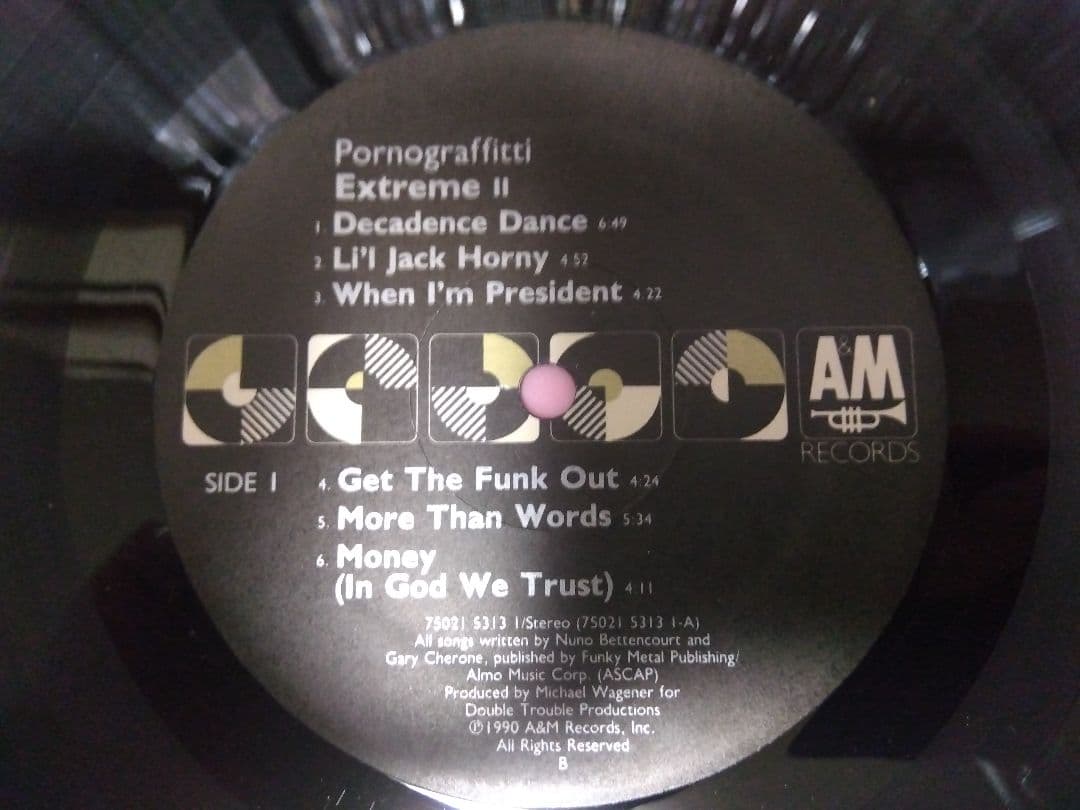 Pornograffitti
Extreme II
1. Decadence Dance 6:49
2. Li'l Jack Horny 4:52
3. When I'm President 4:22
A&M
RECORDS
SIDE 1
4. Get The Funk Out 4:24
5. More Than Words 5:34
6. Money
(In God We Trust) 4:11
75021 5313 1/Stereo (75021 5313 1-A)
All songs written by Nuno Bettencourt and
Gary Cherone, published by Funky Metal Publishing/
Almo Music Corp. (ASCAP)
Produced by Michael Wagener for
Double Trouble Productions
℗1990 A&M Records, Inc.
All Rights Reserved
B